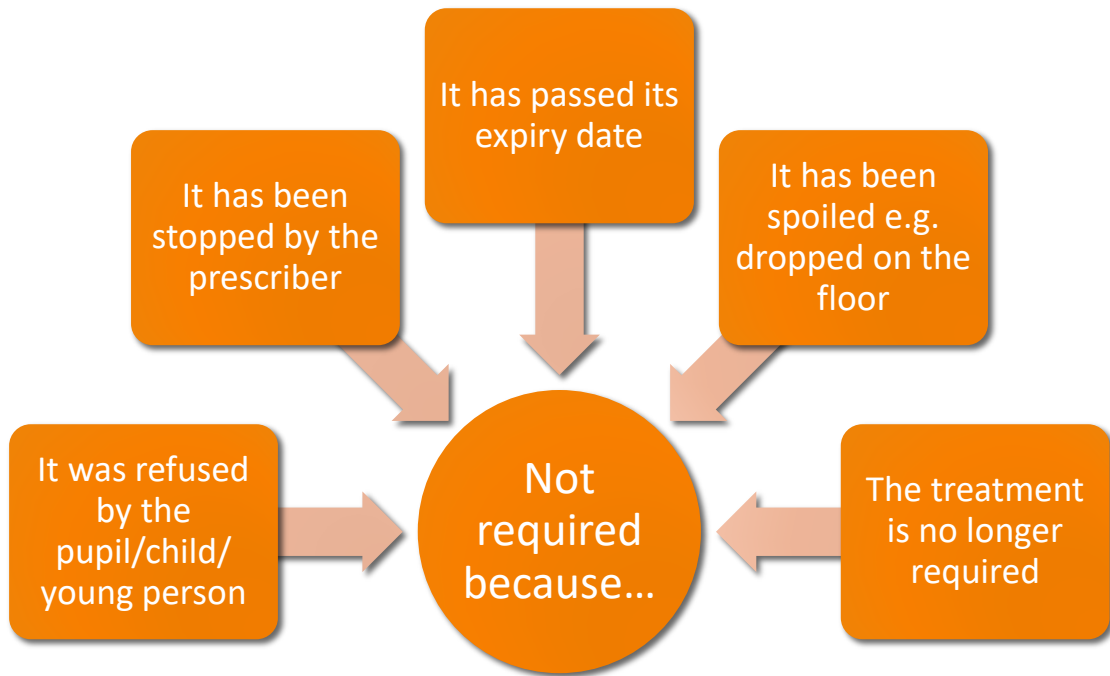 It has passed its
expiry date
It has been
stopped by the
prescriber
It has been
spoiled e.g.
dropped on the
floor
It was refused
by the
pupil/child/
young person
Not
required
because…
The treatment
is no longer
required